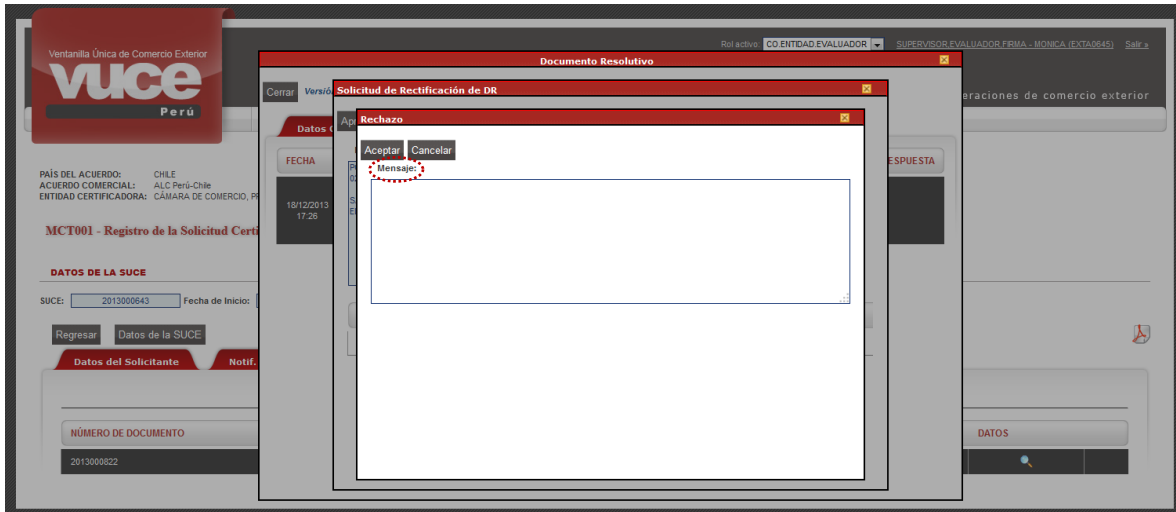 Ventanilla Única de Comercio Exterior
vuce
Perú
Rol activo: CO.ENTIDAD.EVALUADOR SUPERVISOR.EVALUADOR.FIRMA - MONICA (EXTA0645) Salir »
eraciones de comercio exterior
Documento Resolutivo
Cerrar Versió
Solicitud de Rectificación de DR
Datos
Rechazo
Aceptar Cancelar
Mensaje:
FECHA
ESPUESTA
18/12/2013
17:26
PAÍS DEL ACUERDO: CHILE
ACUERDO COMERCIAL: ALC Perú-Chile
ENTIDAD CERTIFICADORA: CÁMARA DE COMERCIO, PR
MCT001 - Registro de la Solicitud Certi
DATOS DE LA SUCE
SUCE: 2013000643 Fecha de Inicio:
Regresar Datos de la SUCE
Datos del Solicitante Notif.
NÚMERO DE DOCUMENTO DATOS
2013000822